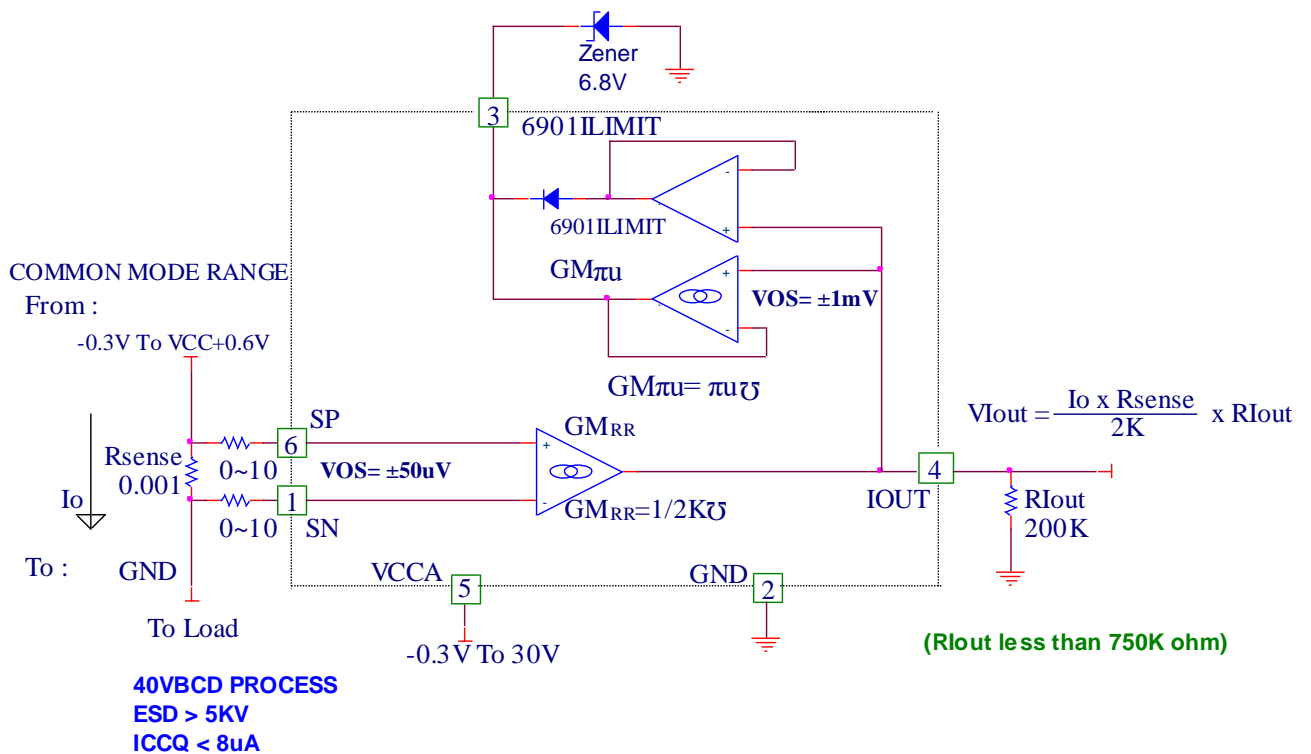 Zener
6.8V
3
6901ILIMIT
-
+
6901ILIMIT
GMπu
+
-
VOS= ±1mV
GMπu= πu℧
COMMON MODE RANGE
From :
-0.3V To VCC+0.6V
SP
6
Rsense
0.001
0~10
VOS= ±50uV
Io
1
0~10
SN
GMRR
+
-
GMRR=1/2K℧
4
IOUT
VIout = Io x Rsense / 2K x RIout
RIout
200K
To :
GND
To Load
VCCA
5
-0.3V To 30V
GND
2
(RIout less than 750K ohm)
40VBCD PROCESS
ESD > 5KV
ICCQ < 8uA